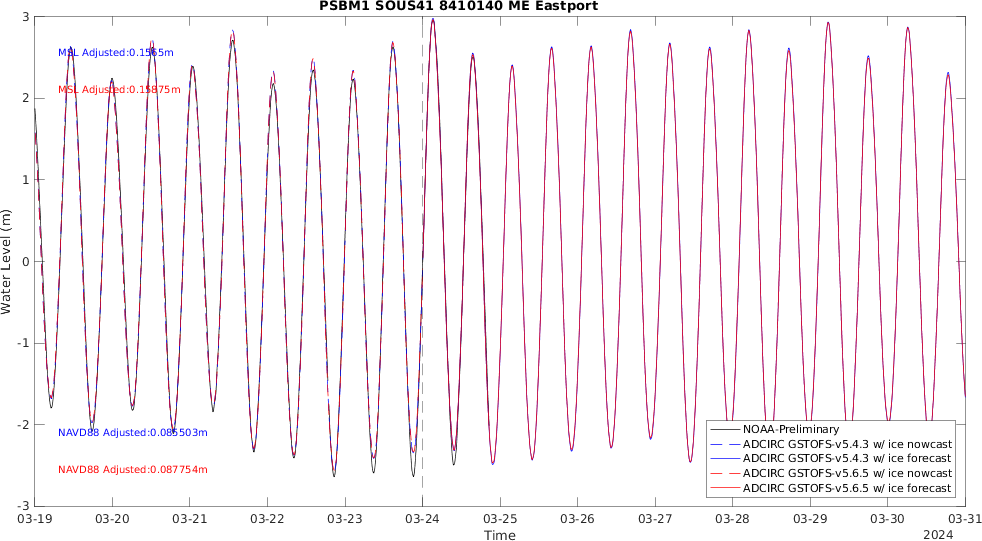 PSBM1 SOUS41 8410140 ME Eastport
3
2
1
0
-1
-2
-3
Water Level (m)
MSL Adjusted:0.1565m
MSL Adjusted:0.15875m
NAVD88 Adjusted:0.085503m
NAVD88 Adjusted:0.087754m
NOAA-Preliminary
ADCIRC GSTOFS-v5.4.3 w/ ice nowcast
ADCIRC GSTOFS-v5.4.3 w/ ice forecast
ADCIRC GSTOFS-v5.6.5 w/ ice nowcast
ADCIRC GSTOFS-v5.6.5 w/ ice forecast
03-19 03-20 03-21 03-22 03-23 03-24 03-25 03-26 03-27 03-28 03-29 03-30 03-31
Time
2024